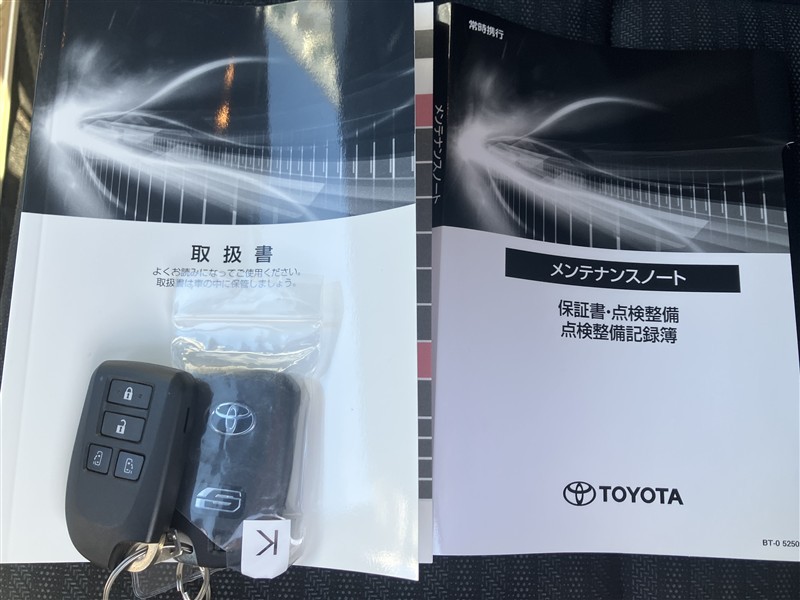 取扱書
よくお読みになってご使用ください。
取扱書は車の中に保管しましょう。
K
常時携行
メンテナンスノート
メンテナンスノート
保証書・点検整備
点検整備記録簿
TOYOTA
BT-0 5250